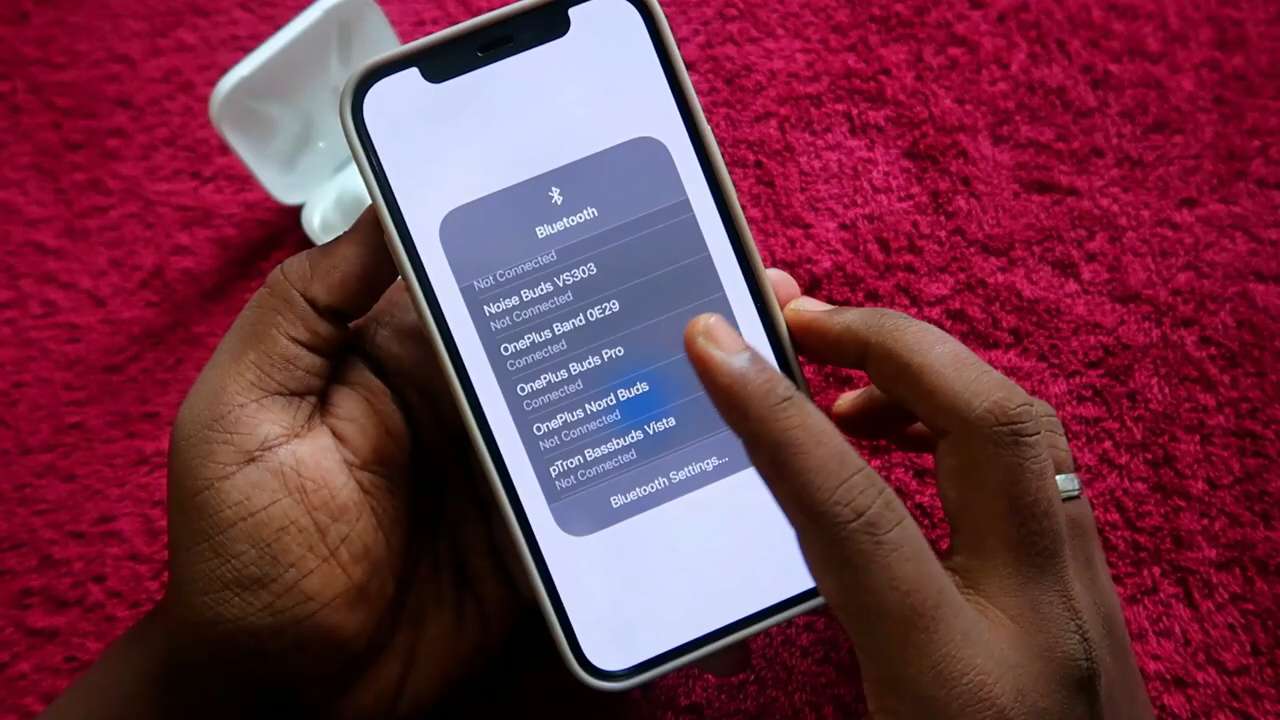 Bluetooth
Not Connected
Noise Buds VS303
Not Connected
OnePlus Band 0E29
Connected
OnePlus Buds Pro
Connected
OnePlus Nord Buds
Not Connected
pTron Bassbuds Vista
Not Connected
Bluetooth Settings...